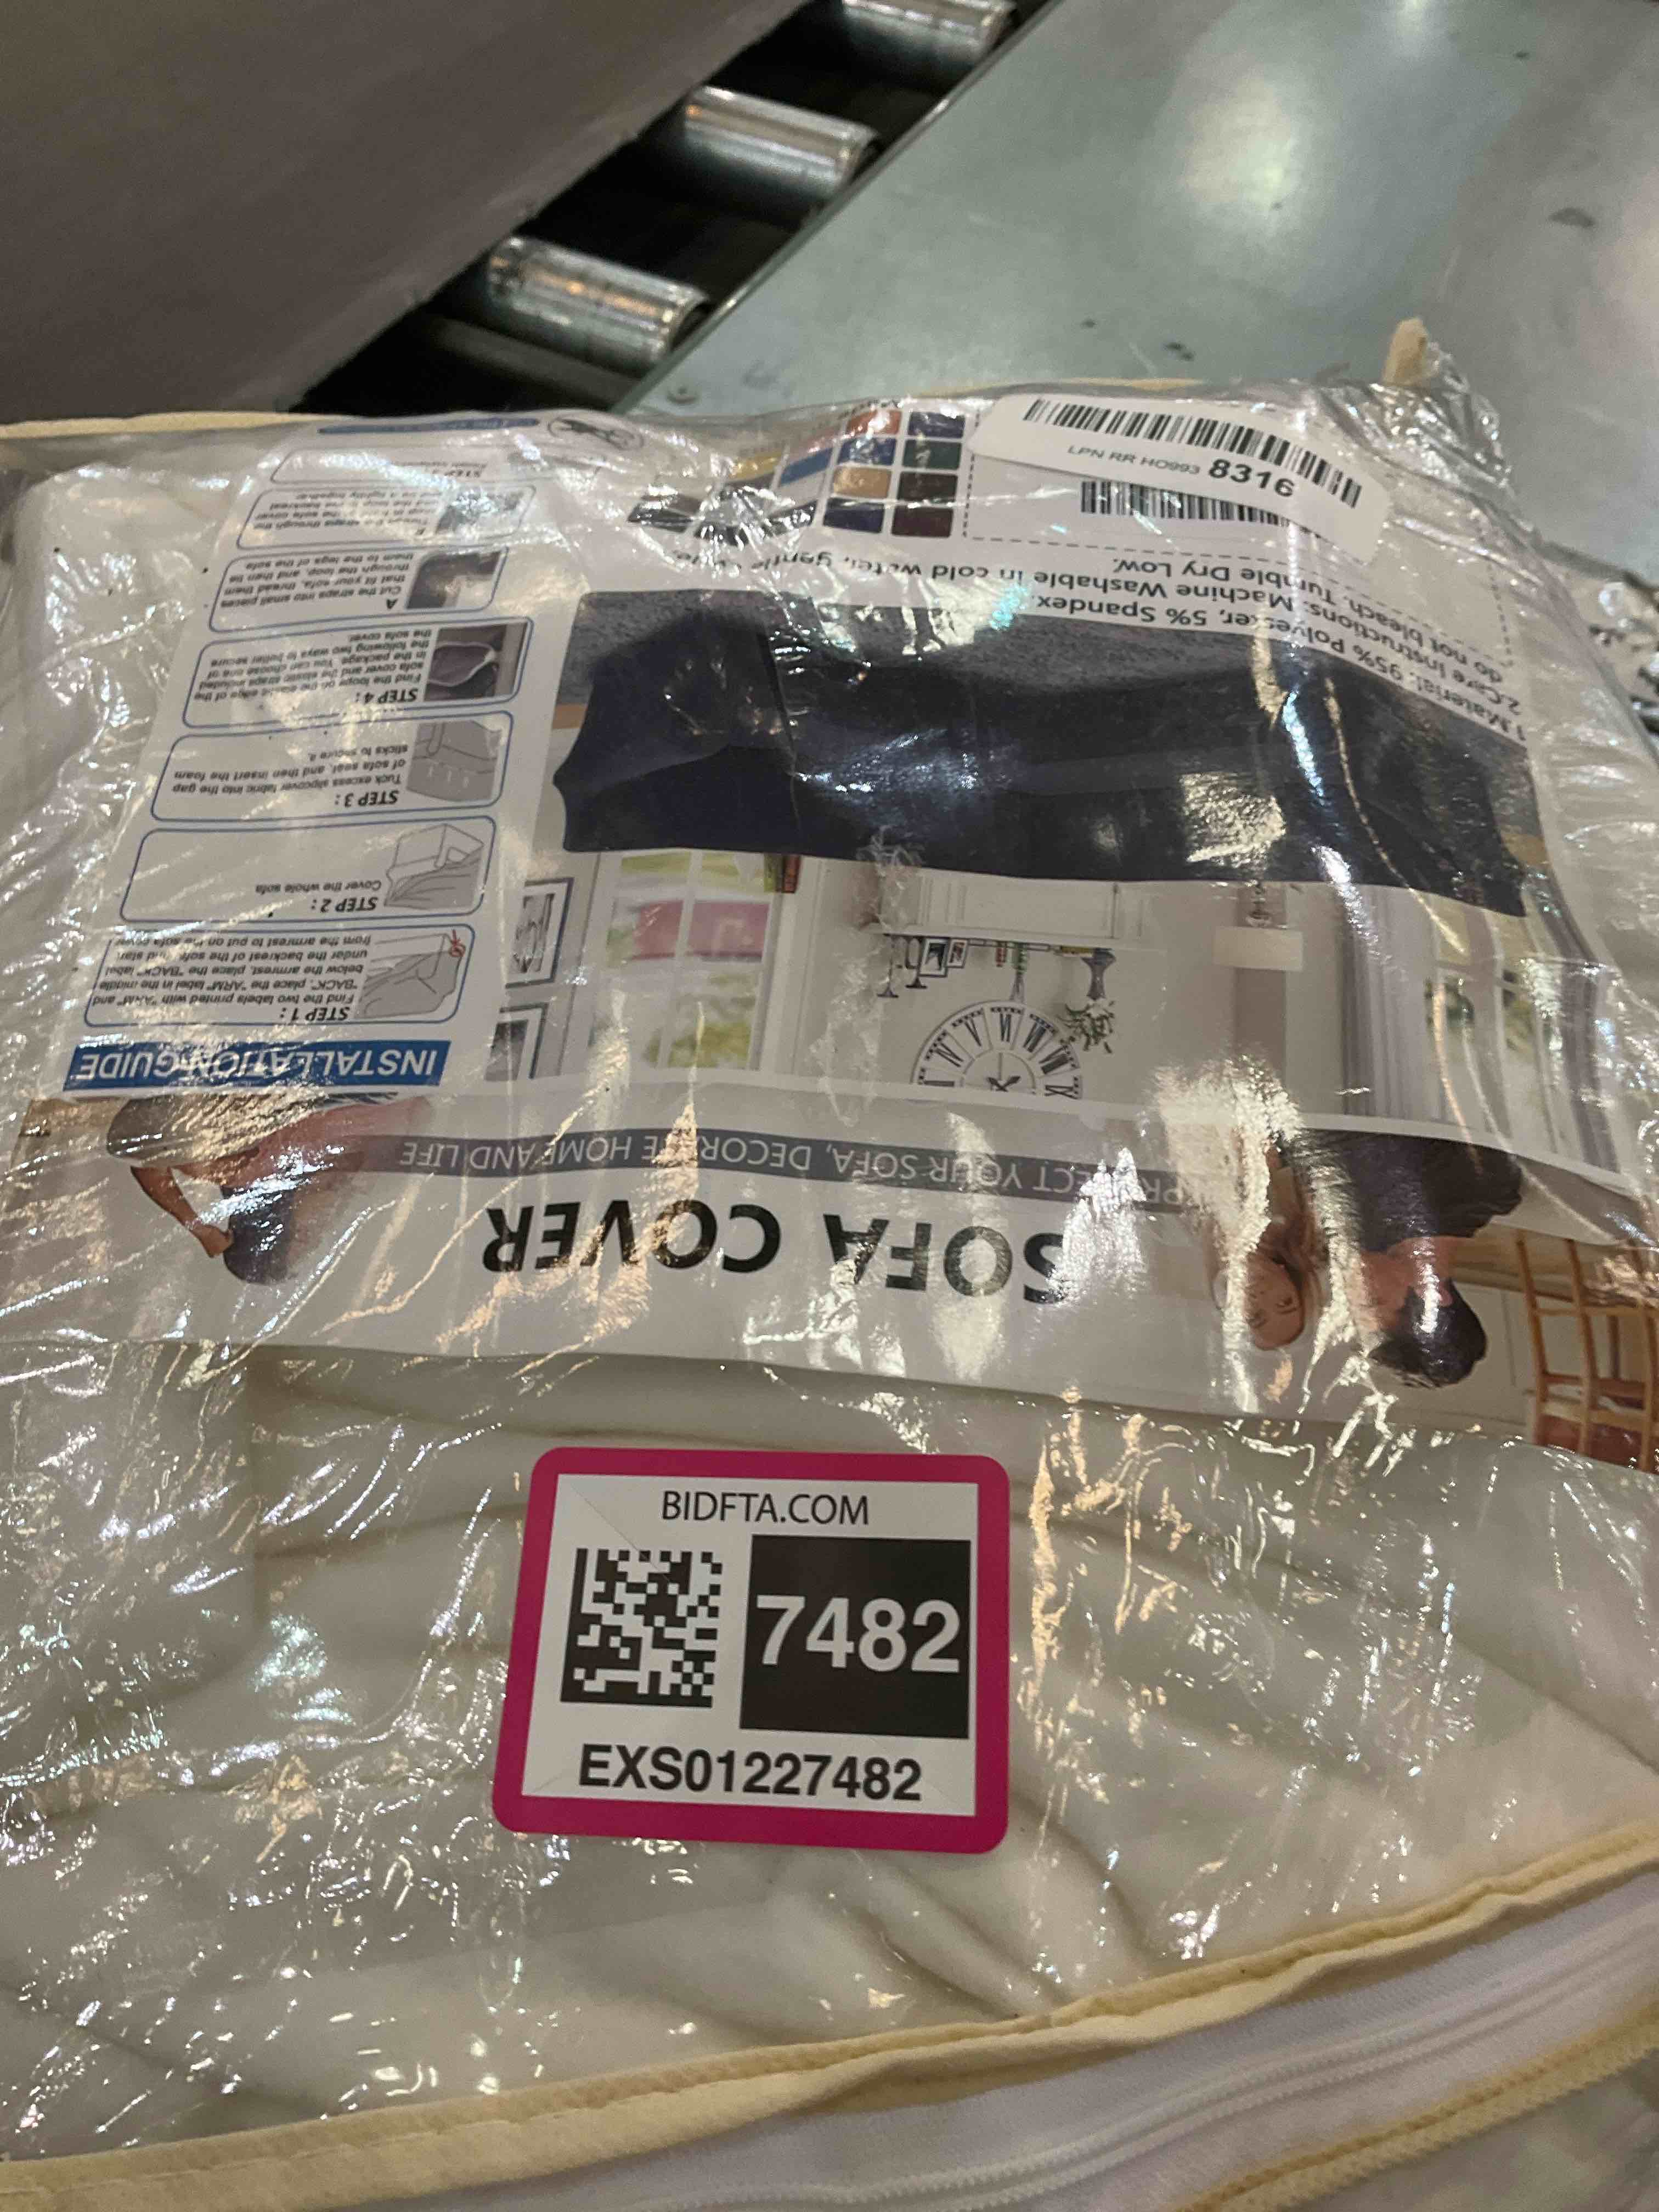 LPN RR HO993 8316
1.Material: 95% Polyester, 5% Spandex.
2.Care Instructions: Machine Washable in cold water, gentle cycle,
do not bleach, Tumble Dry Low.
SOFA COVER
PROTECT YOUR SOFA, DECORATE HOME AND LIFE
INSTALLATION GUIDE
STEP 1 :
Find the two labels printed with "ARM" and
"BACK", place the "ARM" label in the middle
below the armrest, place the "BACK" label
under the backrest of the sofa, and start
from the armrest to put on the sofa cover
STEP 2 :
Cover the whole sofa
STEP 3 :
Tuck excess slipcover fabric into the gap
of sofa seat, and then insert the foam
sticks to secure it.
STEP 4 :
Find the loops on the elastic edge of the
sofa cover and the elastic straps included
in the package. You can choose one of
the following two ways to better secure
the sofa cover.
A
Cut the straps into small pieces
that fit your sofa, thread them
through the loop, and then tie
them to the legs of the sofa
B
BIDFTA.COM
7482
EXS01227482